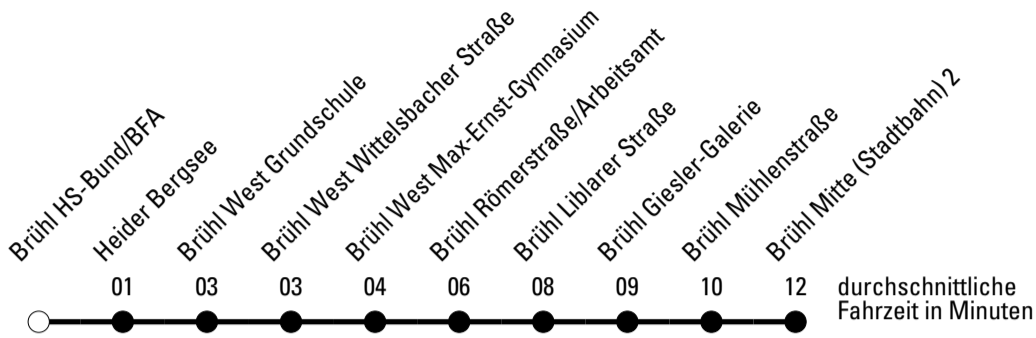 Brühl HS-Bund/BFA
Heider Bergsee
Brühl West Grundschule
Brühl West Wittelsbacher Straße
Brühl West Max-Ernst-Gymnasium
Brühl Römerstraße/Arbeitsamt
Brühl Liblarer Straße
Brühl Giesler-Galerie
Brühl Mühlenstraße
Brühl Mitte (Stadtbahn) 2
01 03 03 04 06 08 09 10 12
durchschnittliche
Fahrzeit in Minuten